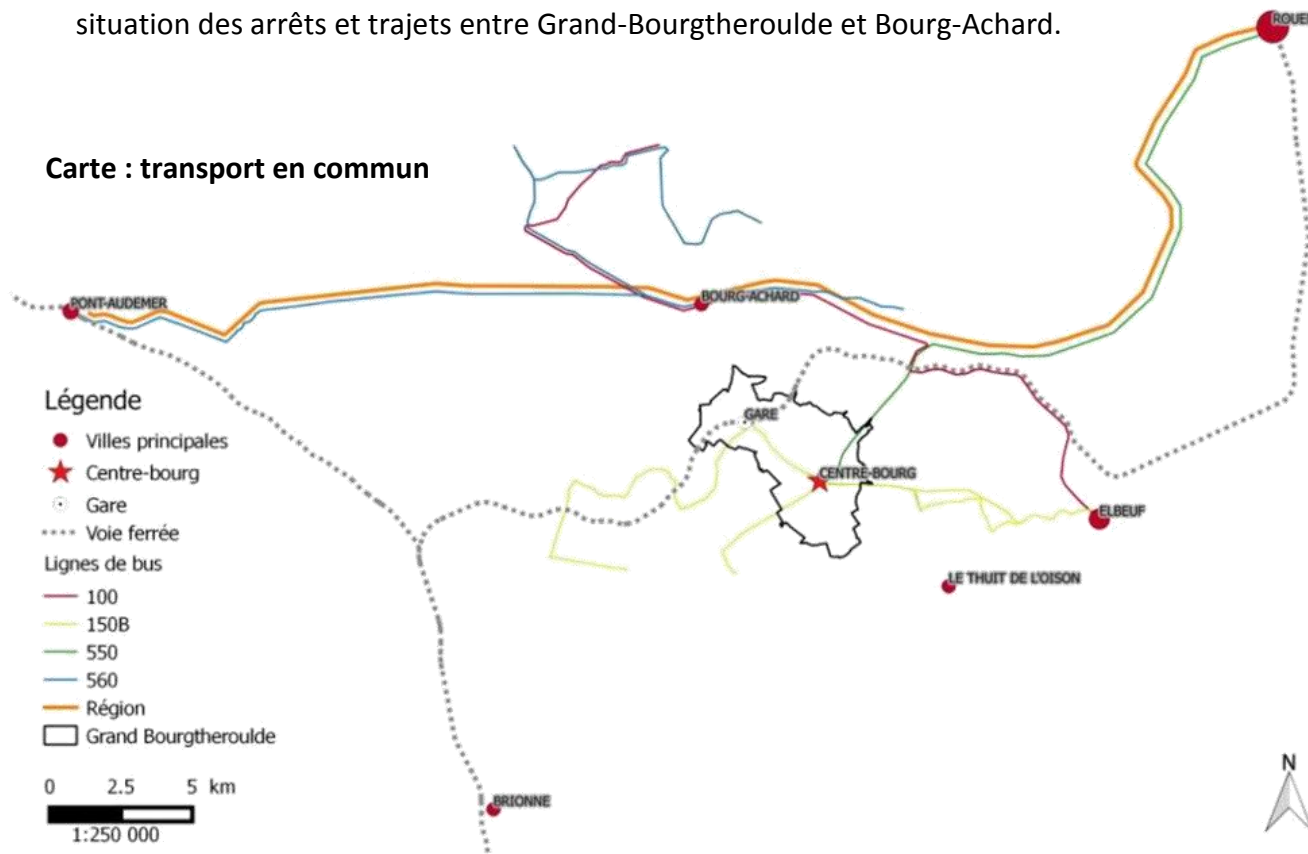 situation des arrêts et trajets entre Grand-Bourgtheroulde et Bourg-Achard.
ROUEN
Carte : transport en commun
PONT-AUDEMER
BOURG-ACHARD
GARE
CENTRE-BOURG
ELBEUF
LE THUIT DE L'OISON
BRIONNE
Légende
Villes principales
Centre-bourg
Gare
Voie ferrée
Lignes de bus
100
150B
550
560
Région
Grand Bourgtheroulde
0 2.5 5 km
1:250 000
N